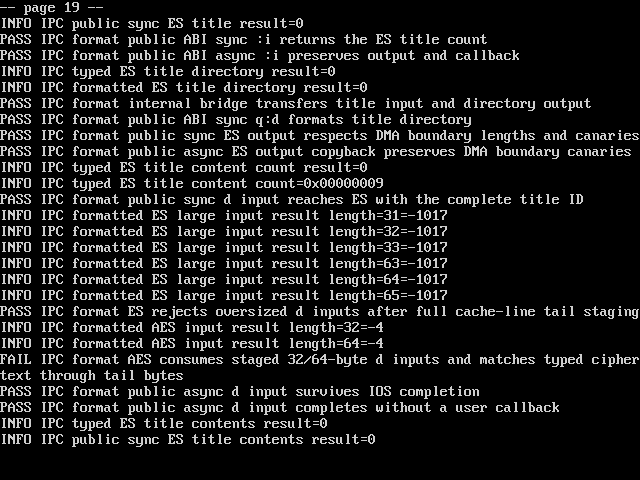 -- page 19 --
INFO IPC public sync ES title result=0
PASS IPC format public ABI sync :i returns the ES title count
PASS IPC format public ABI async :i preserves output and callback
INFO IPC typed ES title directory result=0
INFO IPC formatted ES title directory result=0
PASS IPC format internal bridge transfers title input and directory output
PASS IPC format public ABI sync q:d formats title directory
PASS IPC format public sync ES output respects DMA boundary lengths and canaries
PASS IPC format public async ES output copyback preserves DMA boundary canaries
INFO IPC typed ES title content count result=0
INFO IPC typed ES title content count=0x00000009
PASS IPC format public sync d input reaches ES with the complete title ID
INFO IPC formatted ES large input result length=31=-1017
INFO IPC formatted ES large input result length=32=-1017
INFO IPC formatted ES large input result length=33=-1017
INFO IPC formatted ES large input result length=63=-1017
INFO IPC formatted ES large input result length=64=-1017
INFO IPC formatted ES large input result length=65=-1017
PASS IPC format ES rejects oversized d inputs after full cache-line tail staging
INFO IPC formatted AES input result length=32=-4
INFO IPC formatted AES input result length=64=-4
FAIL IPC format AES consumes staged 32/64-byte d inputs and matches typed cipher
text through tail bytes
PASS IPC format public async d input survives IOS completion
PASS IPC format public async d input completes without a user callback
INFO IPC typed ES title contents result=0
INFO IPC public sync ES title contents result=0